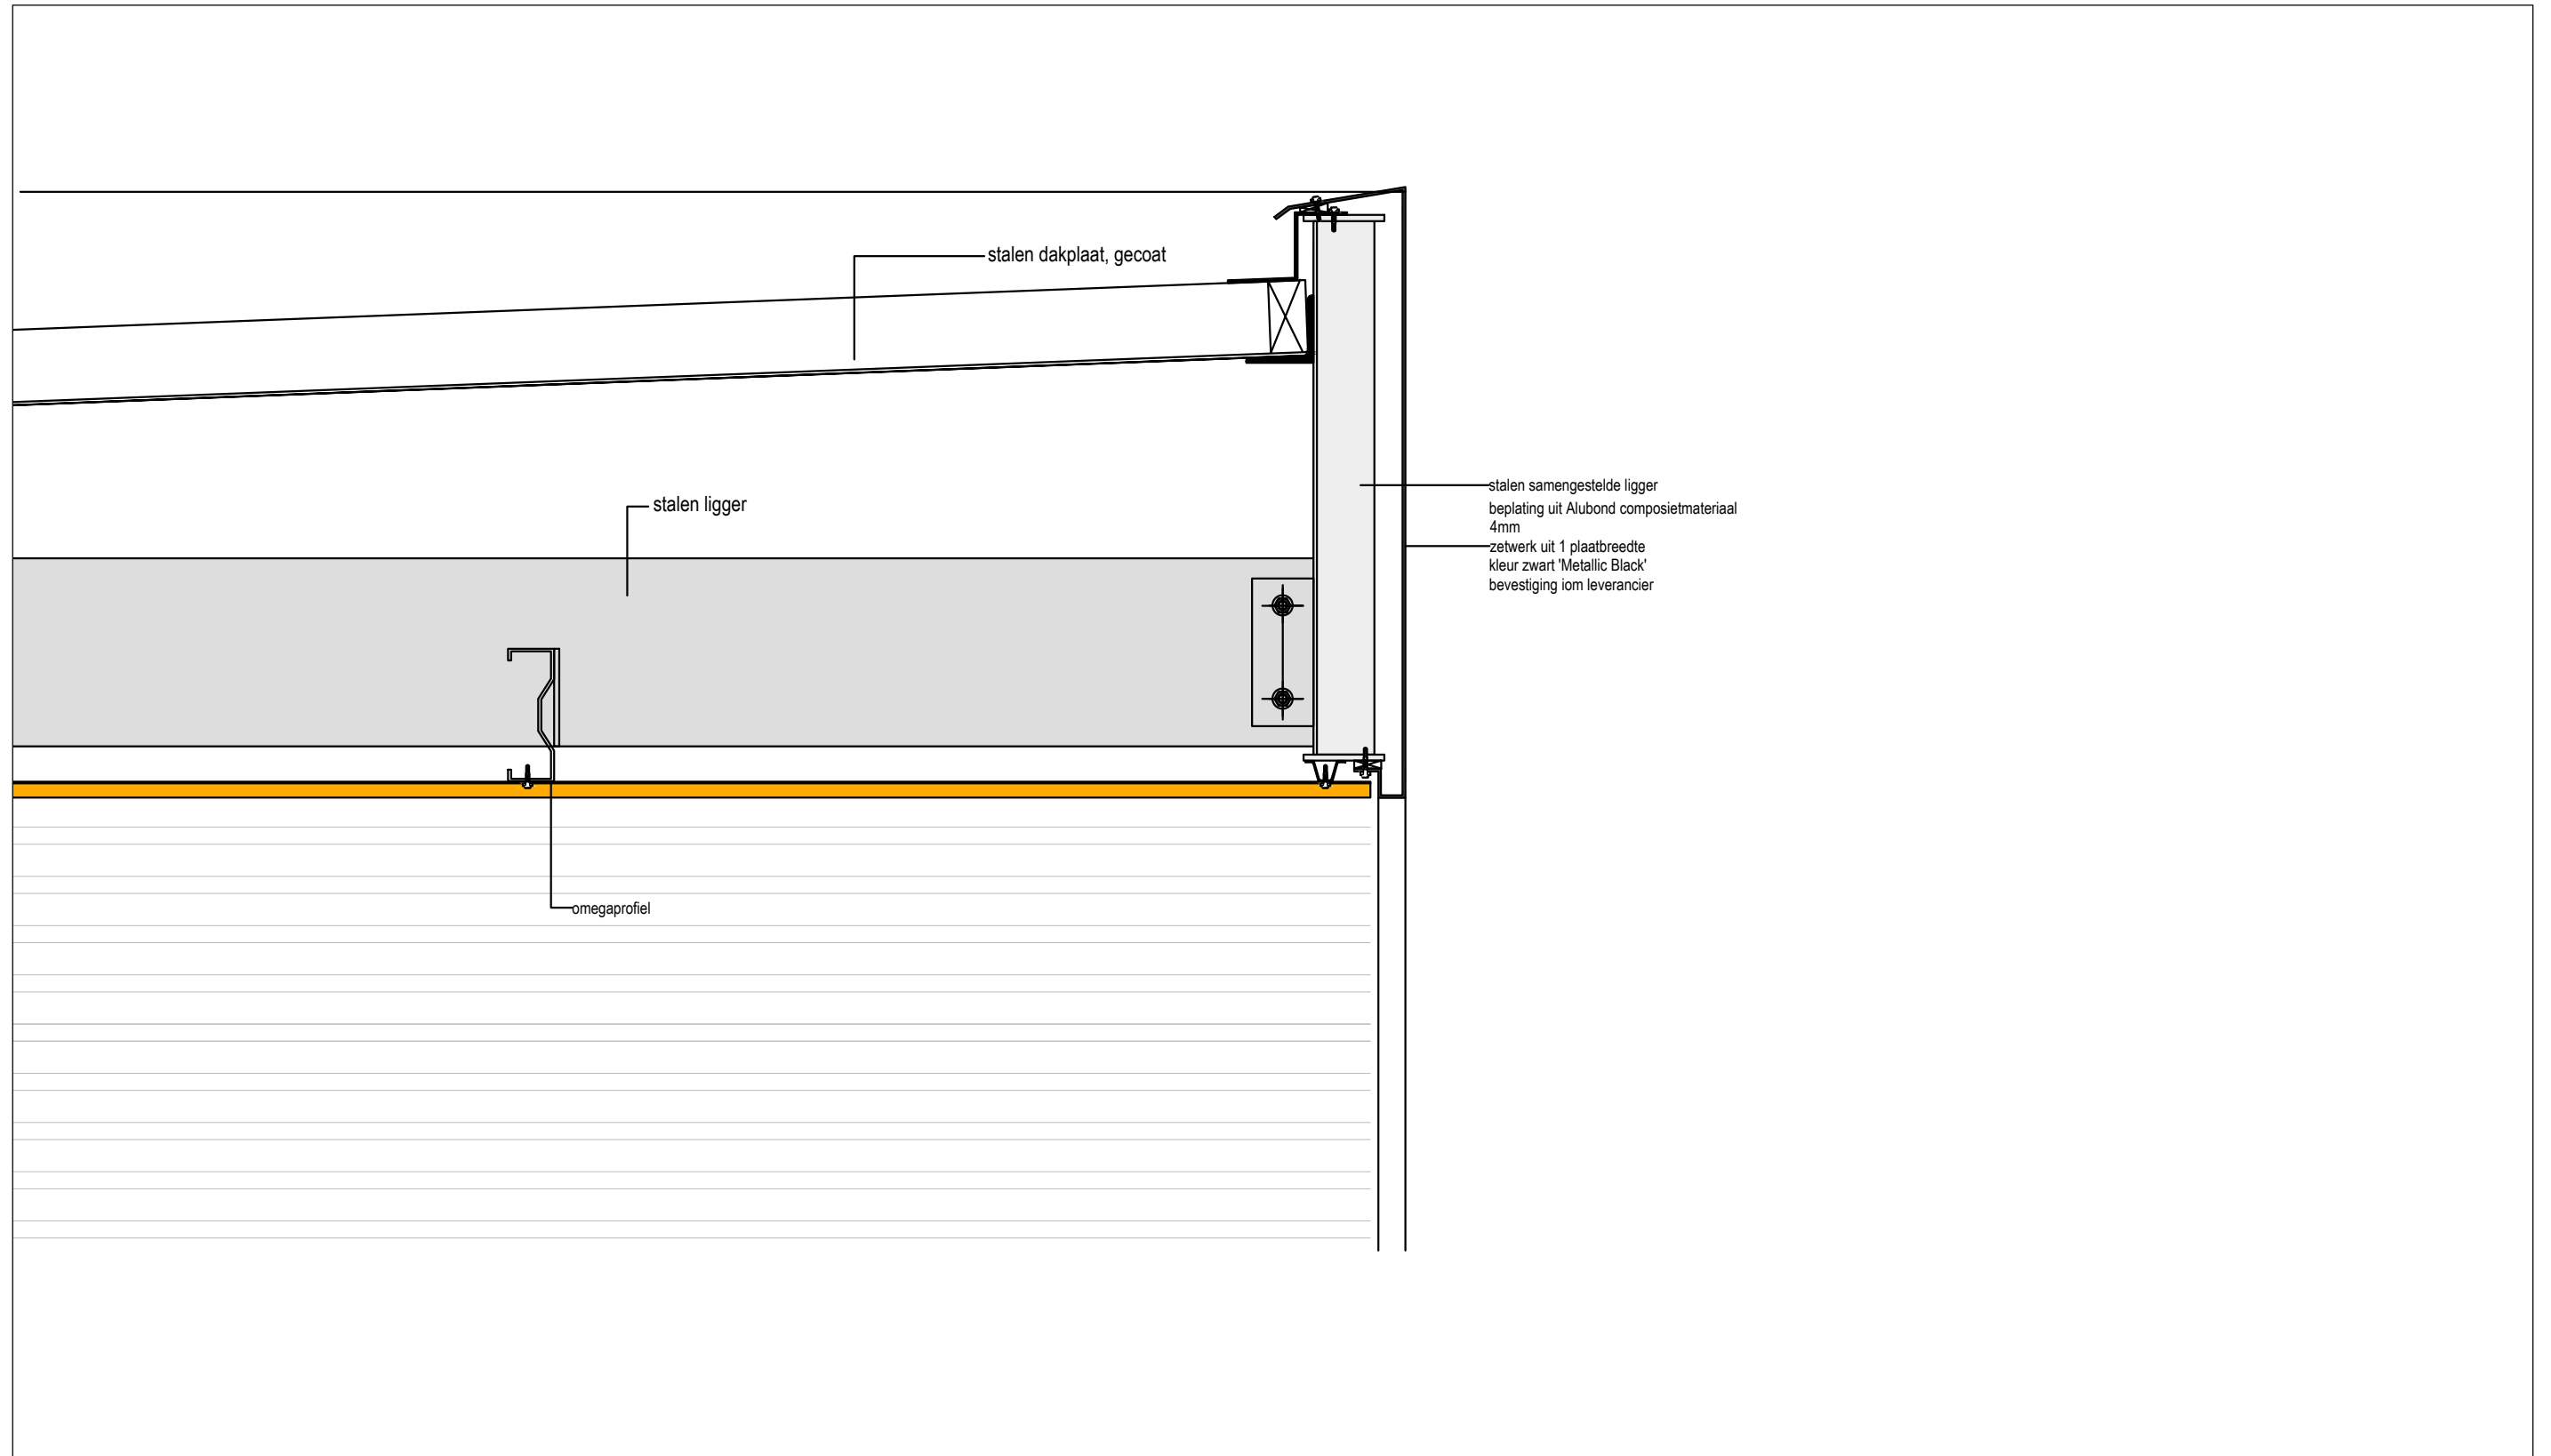 stalen dakplaat, gecoat
stalen ligger
stalen samengestelde ligger
beplating uit Alubond composietmateriaal
4mm
zetwerk uit 1 plaatbreedte
kleur zwart 'Metallic Black'
bevestiging iom leverancier
omegaprofiel